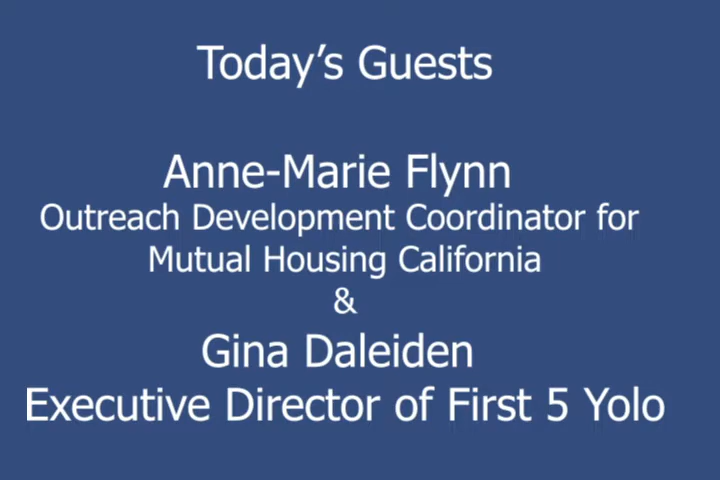 Today’s Guests
Anne-Marie Flynn
Outreach Development Coordinator for
Mutual Housing California
&
Gina Daleiden
Executive Director of First 5 Yolo